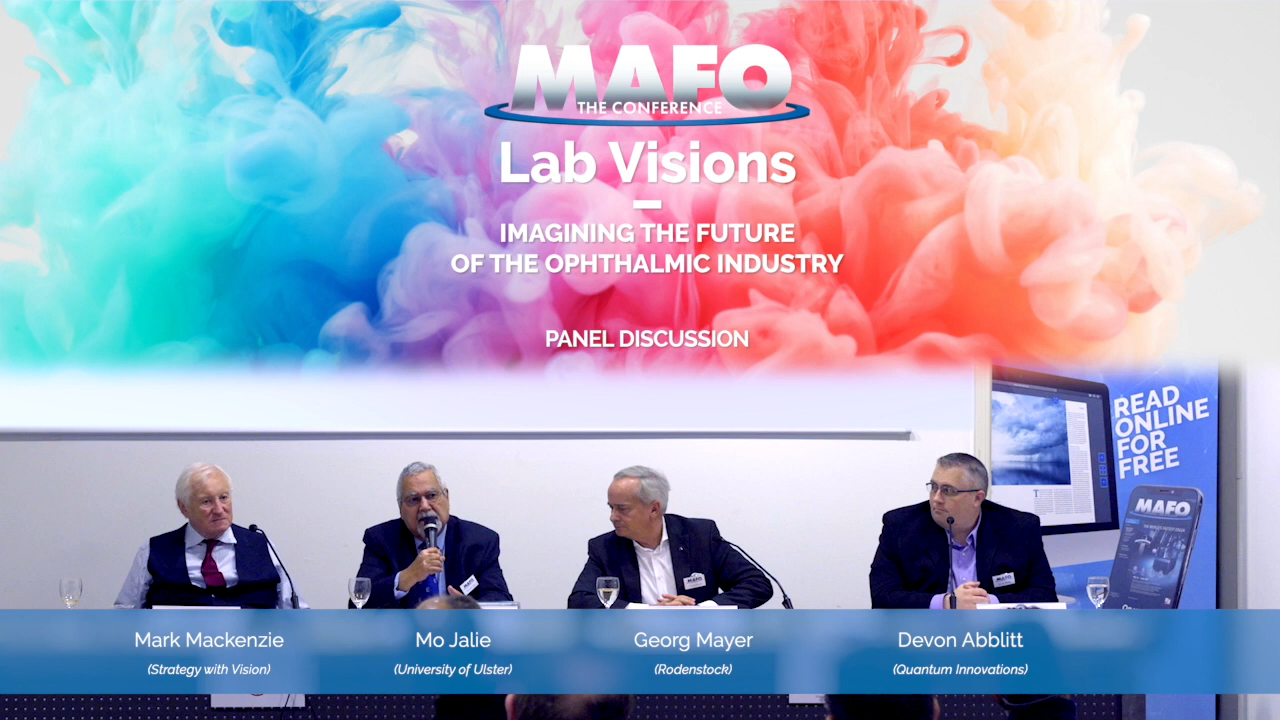 MAFO
THE CONFERENCE
Lab Visions
–
IMAGINING THE FUTURE
OF THE OPHTHALMIC INDUSTRY
PANEL DISCUSSION
READ
ONLINE
FOR
FREE
MAFO
Mark Mackenzie
(Strategy with Vision)
Mo Jalie
(University of Ulster)
Georg Mayer
(Rodenstock)
Devon Abblitt
(Quantum Innovations)